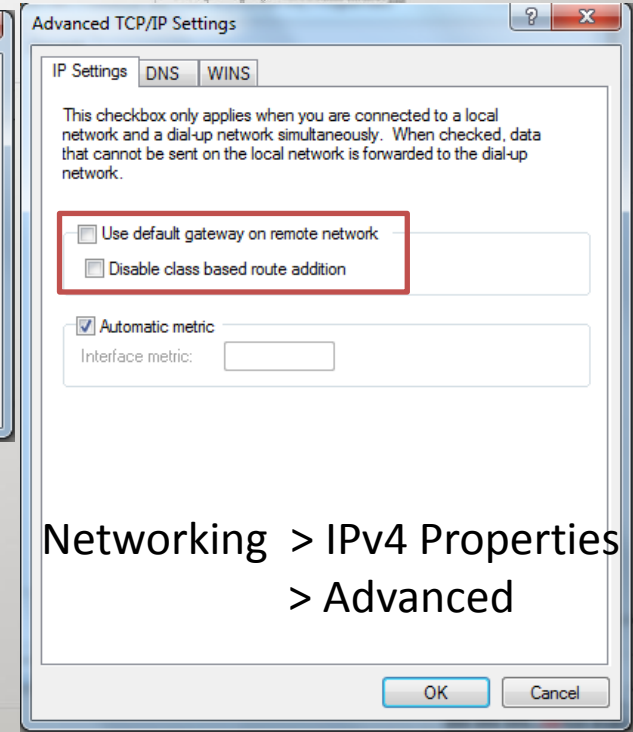 Advanced TCP/IP Settings
IP Settings DNS WINS
This checkbox only applies when you are connected to a local
network and a dial-up network simultaneously. When checked, data
that cannot be sent on the local network is forwarded to the dial-up
network.
Use default gateway on remote network
Disable class based route addition
Automatic metric
Interface metric:
Networking > IPv4 Properties
> Advanced
OK Cancel